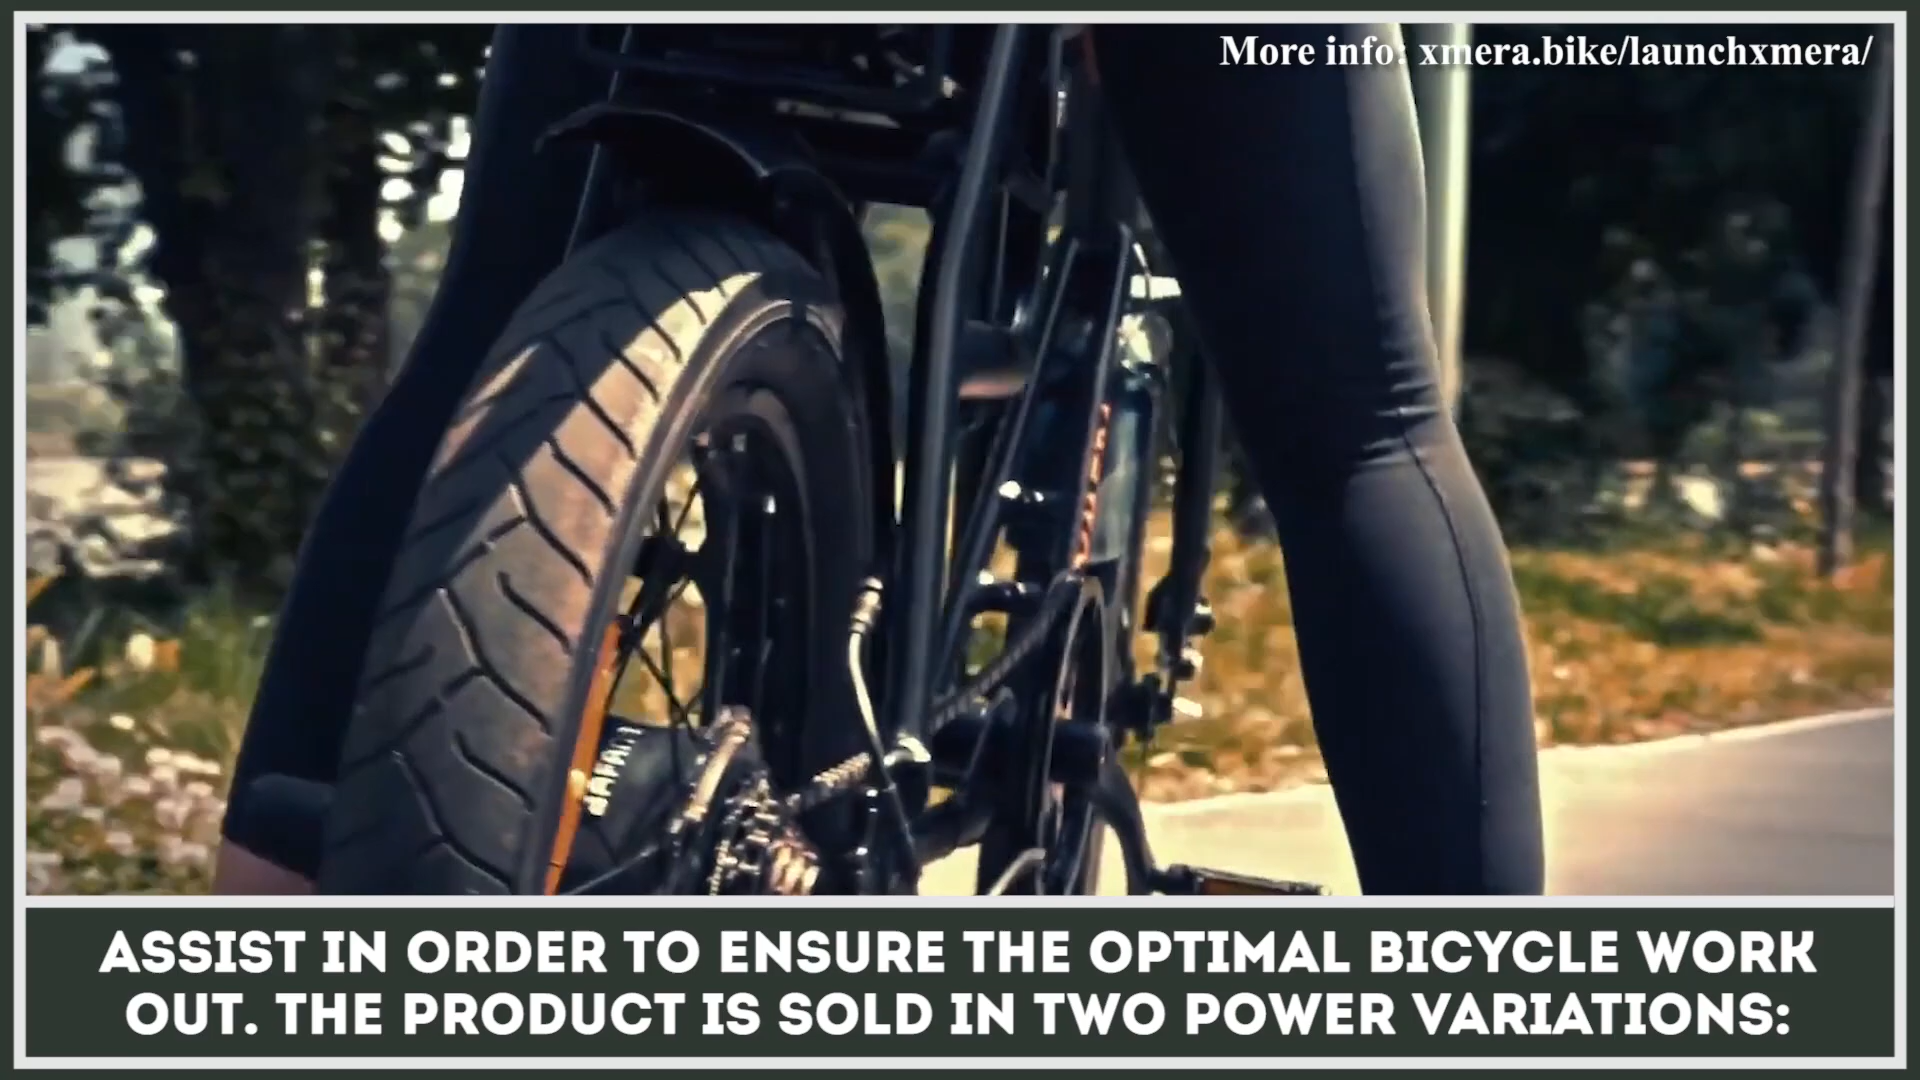 More info: xmera.bike/launchxmera/
BAFANG
ASSIST IN ORDER TO ENSURE THE OPTIMAL BICYCLE WORK
OUT. THE PRODUCT IS SOLD IN TWO POWER VARIATIONS: